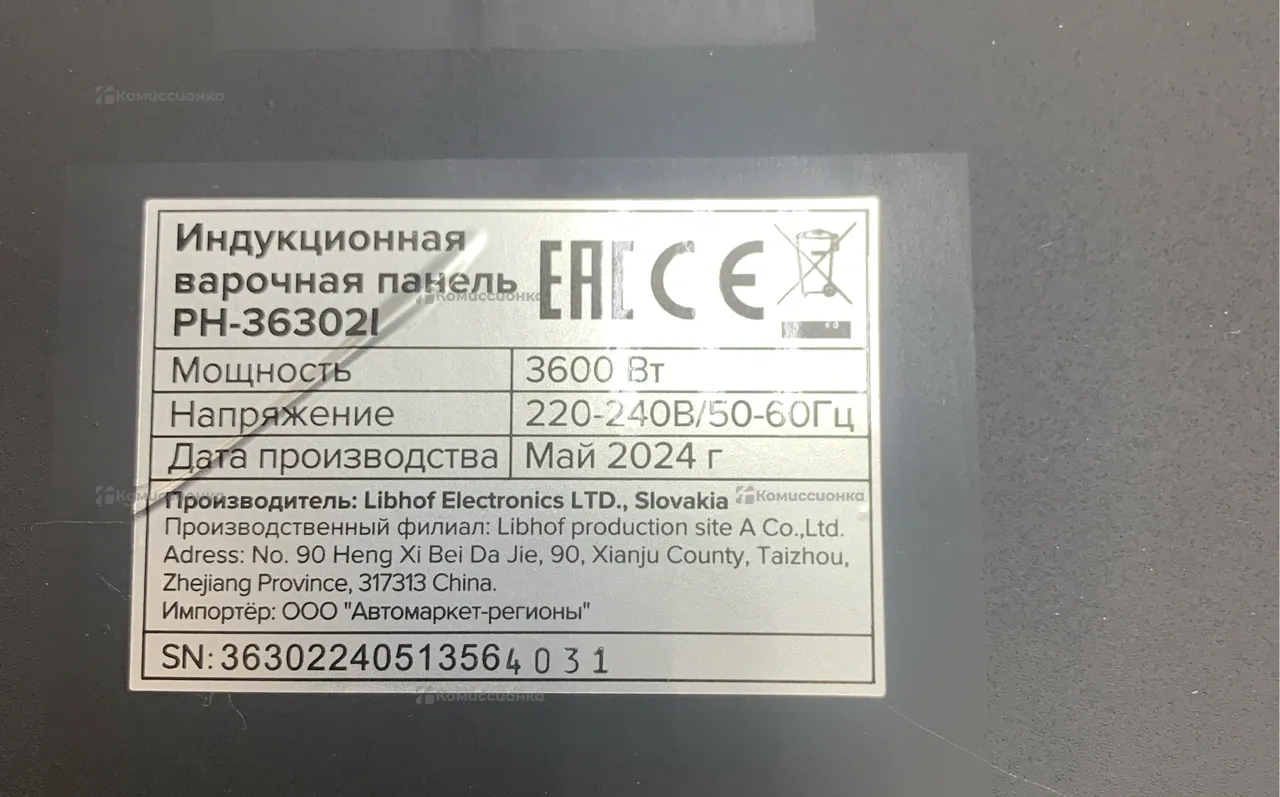 Комиссионка
Индукционная
варочная панель
PH-36302I
EAC CE
Комиссионка
Мощность 3600 Вт
Напряжение 220-240В/50-60Гц
Дата производства Май 2024 г
Комиссионка
Производитель: Libhof Electronics LTD., Slovakia
Комиссионка
Производственный филиал: Libhof production site A Co.,Ltd.
Adress: No. 90 Heng Xi Bei Da Jie, 90, Xianju County, Taizhou,
Zhejiang Province, 317313 China.
Импортёр: ООО "Автомаркет-регионы"
SN: 36302240513564031
Комиссионка